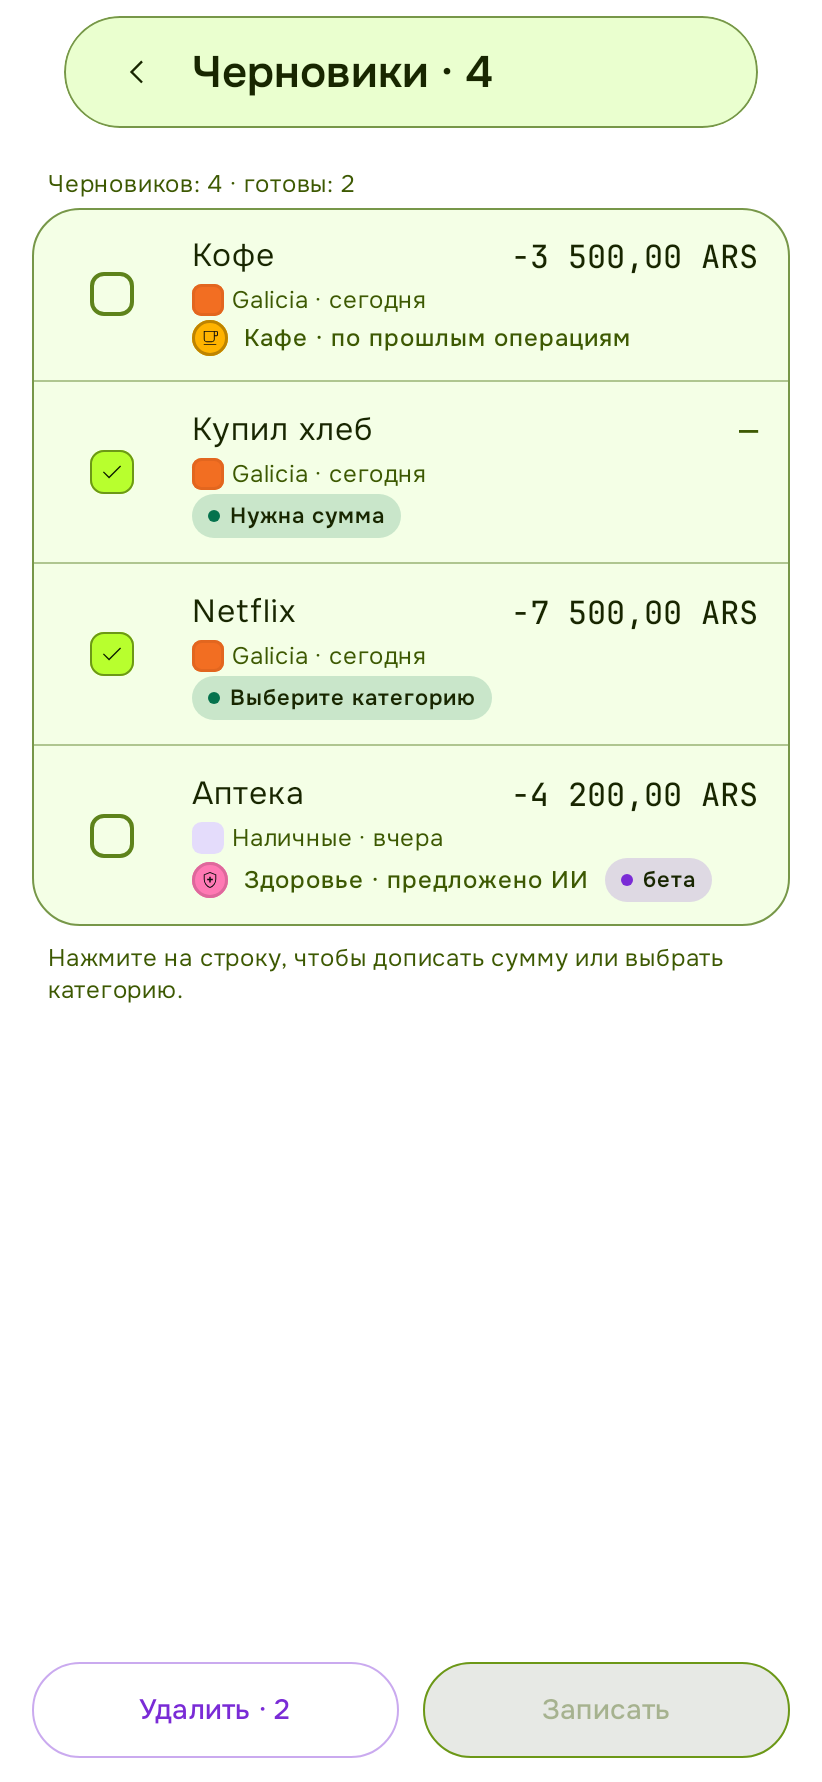 Черновики · 4
Черновиков: 4 · готовы: 2
Кофе -3 500,00 ARS
Galicia · сегодня
Кафе · по прошлым операциям
Купил хлеб —
Galicia · сегодня
Нужна сумма
Netflix -7 500,00 ARS
Galicia · сегодня
Выберите категорию
Аптека -4 200,00 ARS
Наличные · вчера
Здоровье · предложено ИИ бета
Нажмите на строку, чтобы дописать сумму или выбрать
категорию.
Удалить · 2 Записать